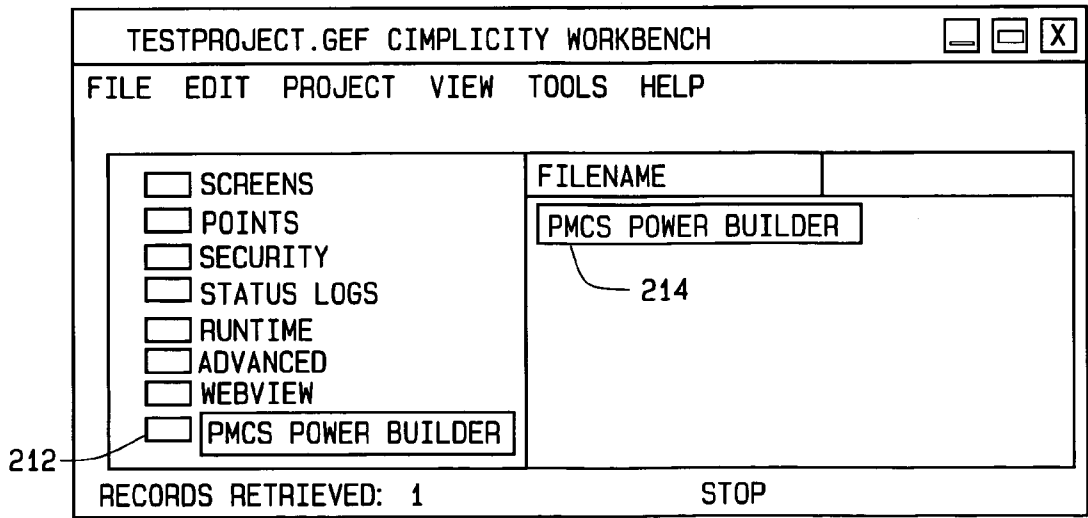 TESTPROJECT.GEF CIMPLICITY WORKBENCH X
FILE EDIT PROJECT VIEW TOOLS HELP
SCREENS
POINTS
SECURITY
STATUS LOGS
RUNTIME
ADVANCED
WEBVIEW
PMCS POWER BUILDER
212
FILENAME
PMCS POWER BUILDER
214
RECORDS RETRIEVED: 1 STOP